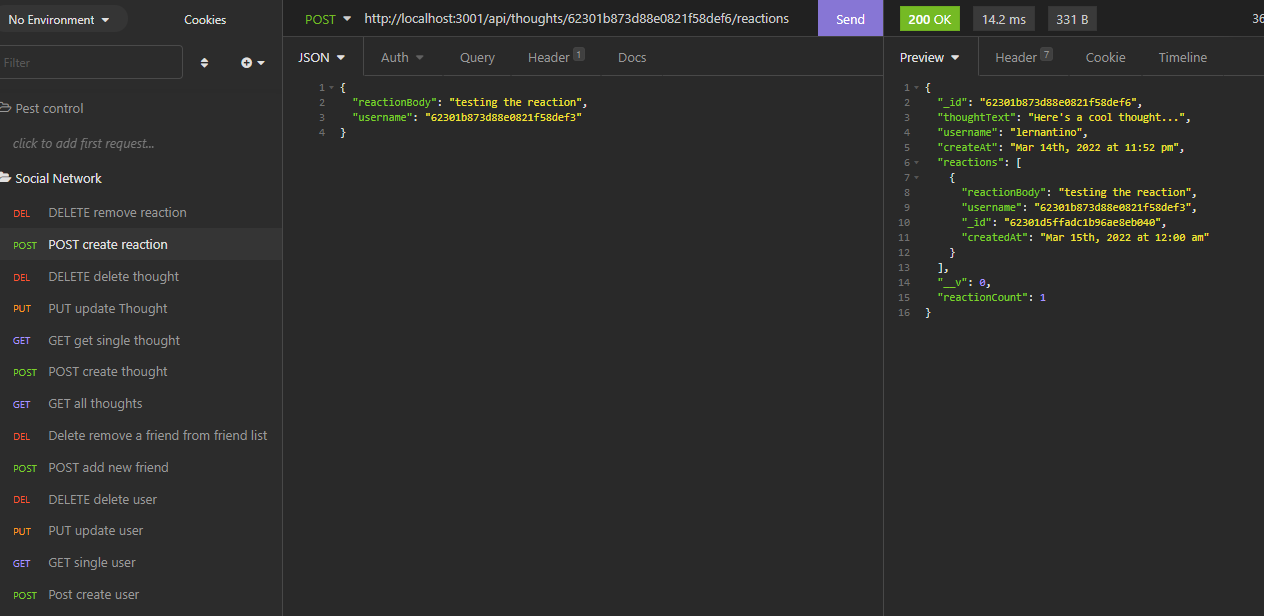 No Environment
Cookies
Filter
Pest control
click to add first request...
Social Network
DEL DELETE remove reaction
POST POST create reaction
DEL DELETE delete thought
PUT PUT update Thought
GET GET get single thought
POST POST create thought
GET GET all thoughts
DEL Delete remove a friend from friend list
POST POST add new friend
DEL DELETE delete user
PUT PUT update user
GET GET single user
POST Post create user
POST http://localhost:3001/api/thoughts/62301b873d88e0821f58def6/reactions Send
JSON Auth Query Header 1 Docs
1 {
2 "reactionBody": "testing the reaction",
3 "username": "62301b873d88e0821f58def3"
4 }
200 OK 14.2 ms 331 B 36
Preview Header 7 Cookie Timeline
1 {
2 "_id": "62301b873d88e0821f58def6",
3 "thoughtText": "Here's a cool thought...",
4 "username": "lernantino",
5 "createAt": "Mar 14th, 2022 at 11:52 pm",
6 "reactions": [
7 {
8 "reactionBody": "testing the reaction",
9 "username": "62301b873d88e0821f58def3",
10 "_id": "62301d5ffadc1b96ae8eb040",
11 "createdAt": "Mar 15th, 2022 at 12:00 am"
12 }
13 ],
14 "__v": 0,
15 "reactionCount": 1
16 }